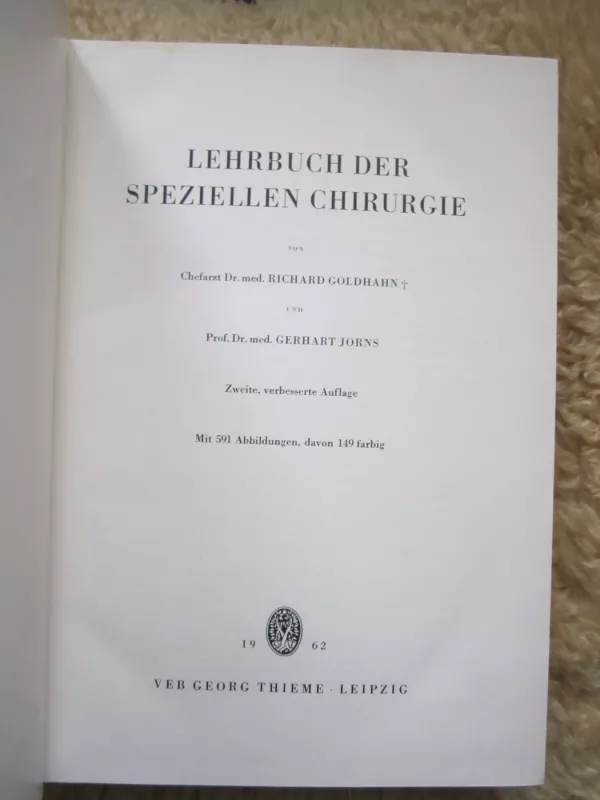 LEHRBUCH DER
SPEZIELLEN CHIRURGIE
VON
Chefarzt Dr. med. RICHARD GOLDHAHN †
UND
Prof. Dr. med. GERHART JORNS
Zweite, verbesserte Auflage
Mit 591 Abbildungen, davon 149 farbig
19 62
VEB GEORG THIEME · LEIPZIG